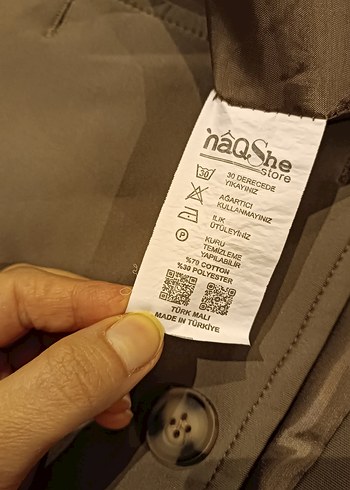 nâQShe
store
30 DERECEDE
YIKAYINIZ
AĞARTICI
KULLANMAYINIZ
ILIK
ÜTÜLEYİNİZ
KURU
TEMİZLEME
YAPILABİLİR
%70 COTTON
%30 POLYESTER
TÜRK MALI
MADE IN TÜRKİYE